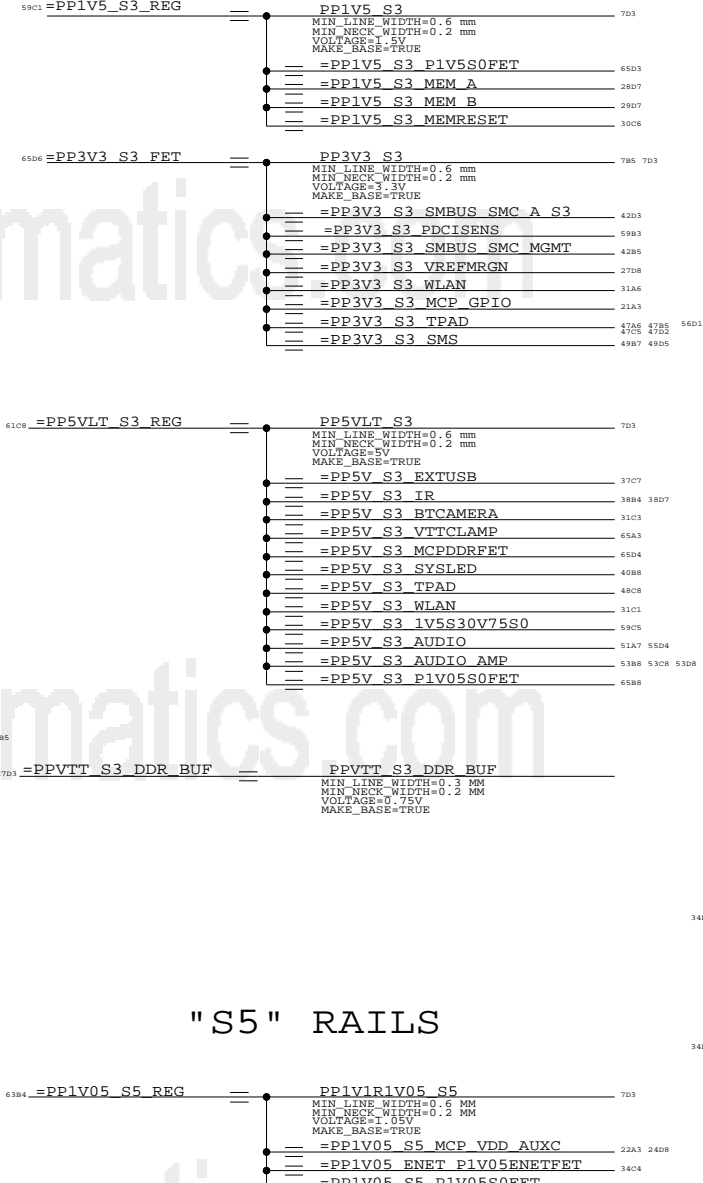 59C1 =PP1V5_S3_REG PP1V5_S3 7D3
MIN_LINE_WIDTH=0.6 mm
MIN_NECK_WIDTH=0.2 mm
VOLTAGE=1.5V
MAKE_BASE=TRUE
=PP1V5_S3_P1V5S0FET 65D3
=PP1V5_S3_MEM_A 28D7
=PP1V5_S3_MEM_B 29D7
=PP1V5_S3_MEMRESET 30C6
65D6 =PP3V3_S3_FET PP3V3_S3 7B5 7D3
MIN_LINE_WIDTH=0.6 mm
MIN_NECK_WIDTH=0.2 mm
VOLTAGE=3.3V
MAKE_BASE=TRUE
=PP3V3_S3_SMBUS_SMC_A_S3 42D3
=PP3V3_S3_PDCISENS 59B3
=PP3V3_S3_SMBUS_SMC_MGMT 42B5
=PP3V3_S3_VREFMRGN 27D8
=PP3V3_S3_WLAN 31A6
=PP3V3_S3_MCP_GPIO 21A3
=PP3V3_S3_TPAD 47A6 47B5 56D1
47C5 47D2
=PP3V3_S3_SMS 49B7 49D5
matics.com
61C8 =PP5VLT_S3_REG PP5VLT_S3 7D3
MIN_LINE_WIDTH=0.6 mm
MIN_NECK_WIDTH=0.2 mm
VOLTAGE=5V
MAKE_BASE=TRUE
=PP5V_S3_EXTUSB 37C7
=PP5V_S3_IR 38B4 38D7
=PP5V_S3_BTCAMERA 31C3
=PP5V_S3_VTTCLAMP 65A3
=PP5V_S3_MCPDDRFET 65D4
=PP5V_S3_SYSLED 40B8
=PP5V_S3_TPAD 48C8
=PP5V_S3_WLAN 31C1
=PP5V_S3_1V5S30V75S0 59C5
=PP5V_S3_AUDIO 51A7 55D4
=PP5V_S3_AUDIO_AMP 53B8 53C8 53D8
=PP5V_S3_P1V05S0FET 65B8
matics.com
B5
7D3 =PPVTT_S3_DDR_BUF PPVTT_S3_DDR_BUF
MIN_LINE_WIDTH=0.3 MM
MIN_NECK_WIDTH=0.2 MM
VOLTAGE=0.75V
MAKE_BASE=TRUE
"S5" RAILS
63B4 =PP1V05_S5_REG PP1V1R1V05_S5 7D3
MIN_LINE_WIDTH=0.6 MM
MIN_NECK_WIDTH=0.2 MM
VOLTAGE=1.05V
MAKE_BASE=TRUE
=PP1V05_S5_MCP_VDD_AUXC 22A3 24D8
=PP1V05_ENET_P1V05ENETFET 34C4
=PP1V05_S5_P1V05S0FET